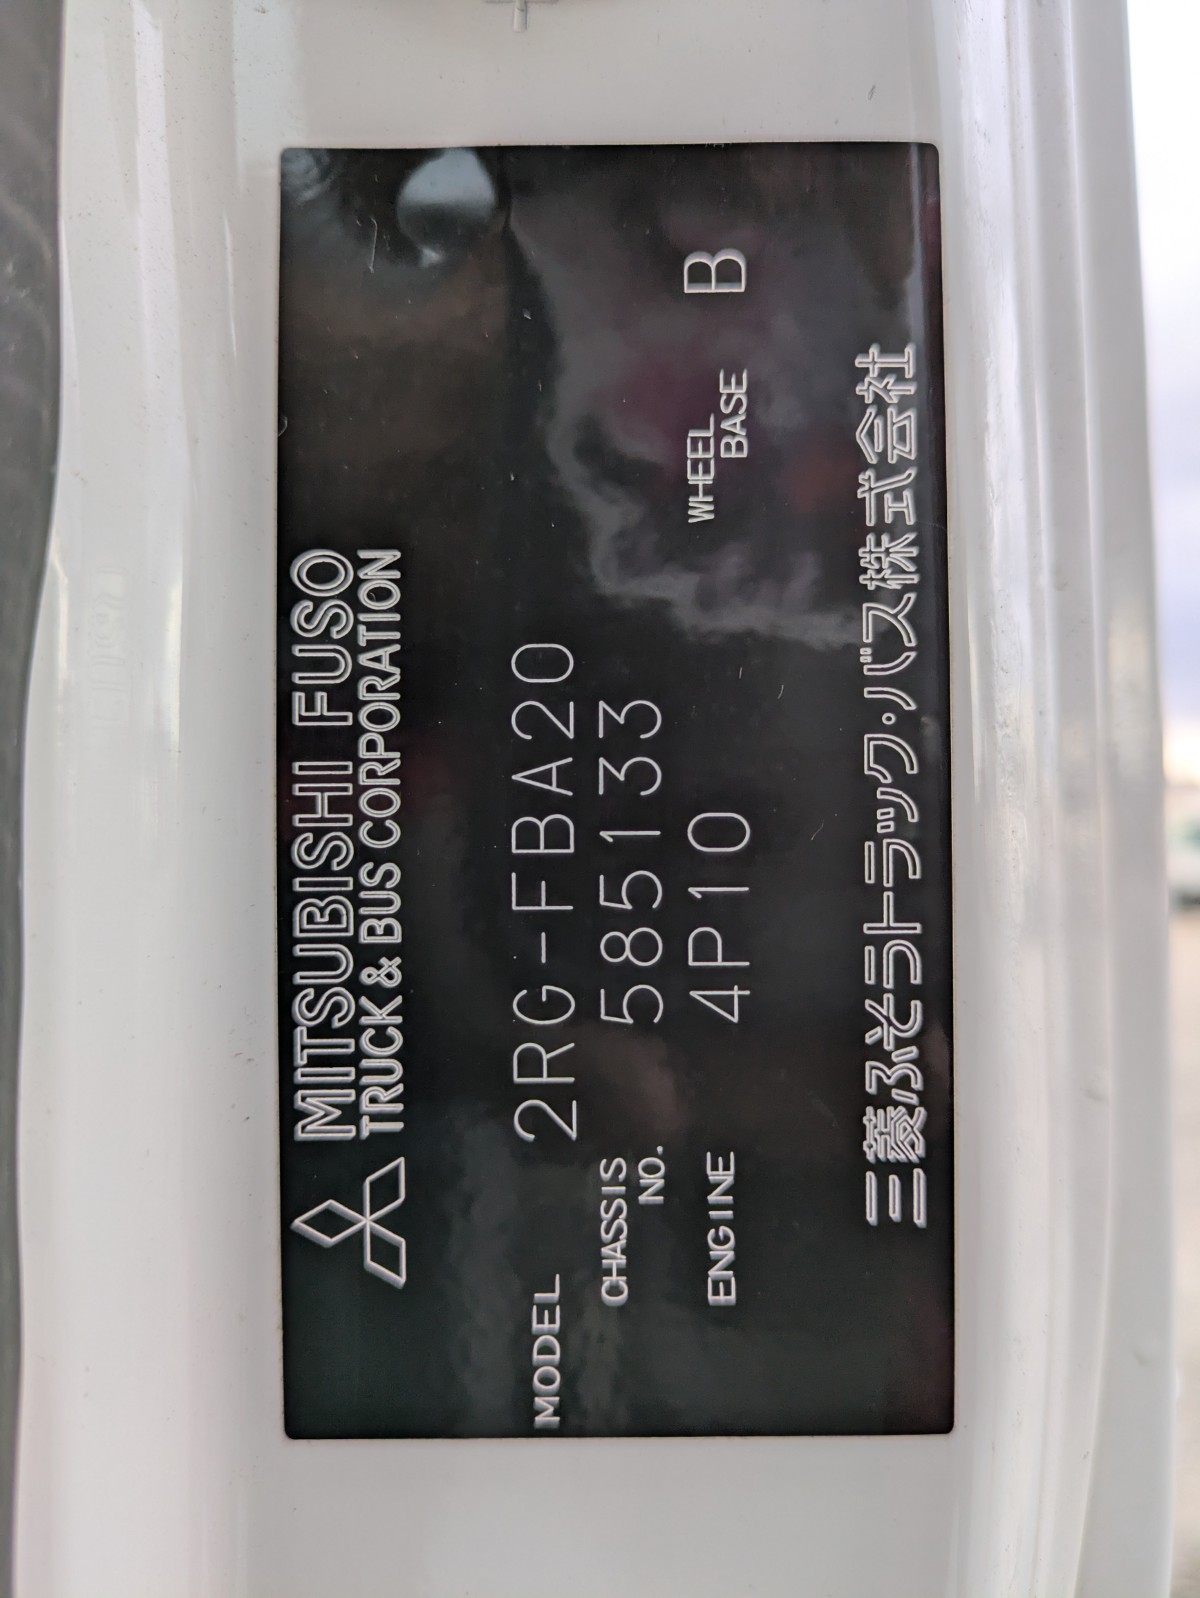 MITSUBISHI FUSO
TRUCK & BUS CORPORATION
MODEL 2RG-FBA20
CHASSIS NO. 585133
ENGINE 4P10 WHEEL BASE B
三菱ふそうトラック・バス株式会社